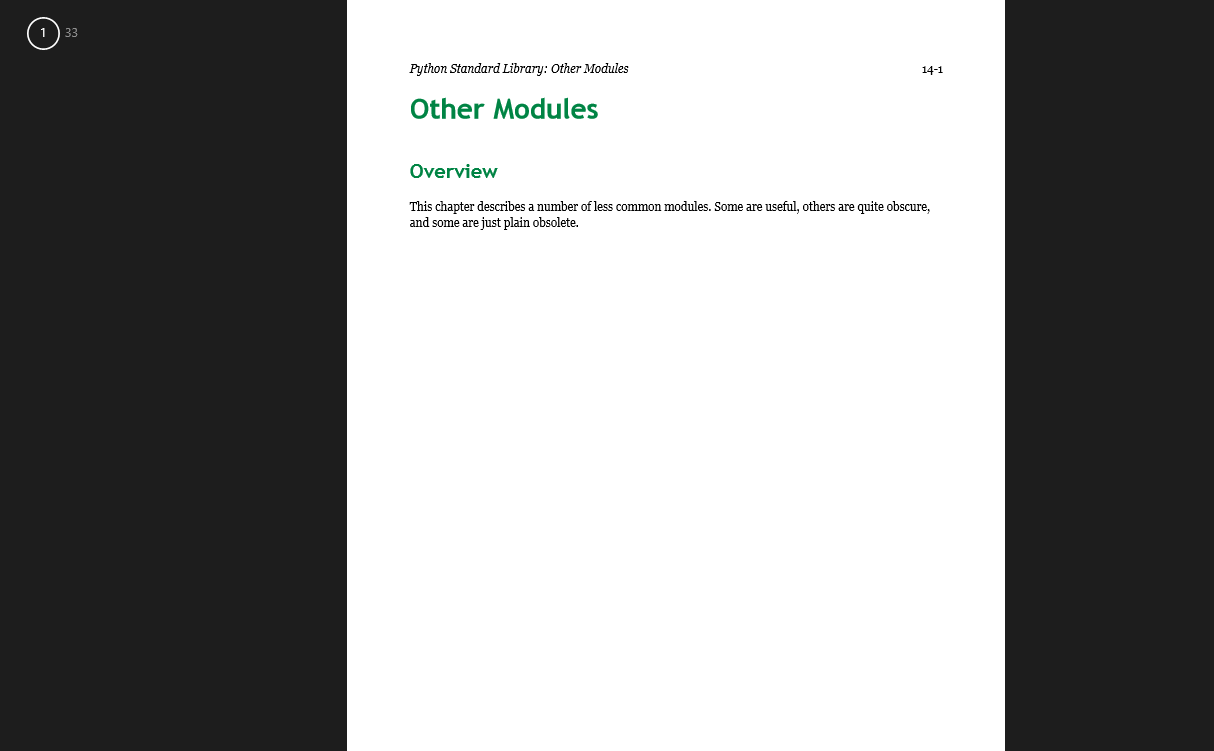 1 33
Python Standard Library: Other Modules 14-1
Other Modules
Overview
This chapter describes a number of less common modules. Some are useful, others are quite obscure,
and some are just plain obsolete.